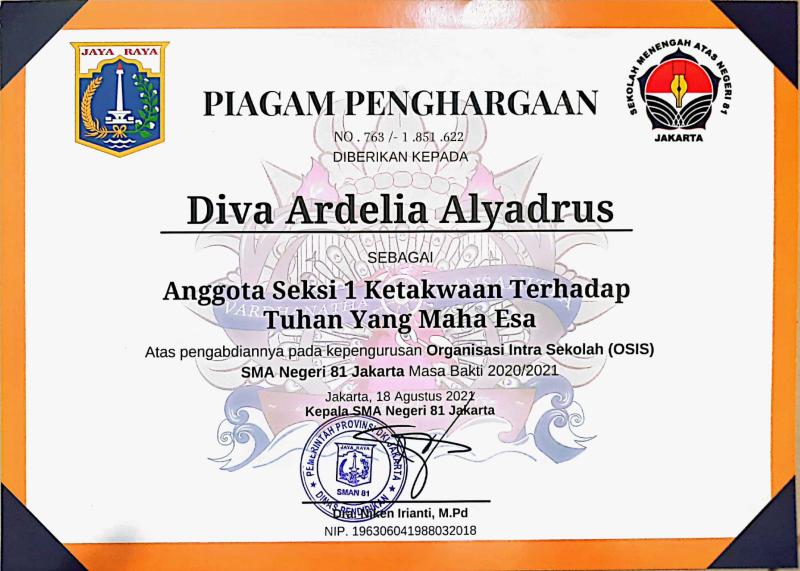 JAYA RAYA
SEKOLAH MENENGAH ATAS NEGERI 81
JAKARTA
PIAGAM PENGHARGAAN
NO . 763 /- 1 .851 .622
DIBERIKAN KEPADA
Diva Ardelia Alyadrus
SEBAGAI
Anggota Seksi 1 Ketakwaan Terhadap
Tuhan Yang Maha Esa
VARDHANATHA
Atas pengabdiannya pada kepengurusan Organisasi Intra Sekolah (OSIS)
SMA Negeri 81 Jakarta Masa Bakti 2020/2021
Jakarta, 18 Agustus 2021
Kepala SMA Negeri 81 Jakarta
PEMERINTAH PROVINSI DKI JAKARTA
JAYA RAYA
SMAN 81
DINAS PENDIDIKAN
Dra. Niken Irianti, M.Pd
NIP. 196306041988032018